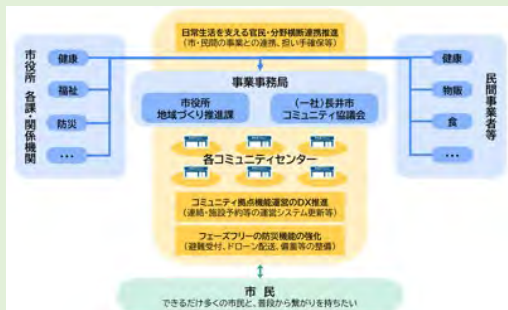 日常生活を支える官民・分野横断連携推進
(市・民間の事業との連携、担い手確保等)
市役所 各課・関係機関
健康
福祉
防災
…
事業事務局
市役所
地域づくり推進課
(一社)長井市
コミュニティ協議会
民間事業者等
健康
物販
食
…
各コミュニティセンター
コミュニティ拠点機能運営のDX推進
(連絡・施設予約等の運営システム更新等)
フェーズフリーの防災機能の強化
(避難受付、ドローン配送、備蓄等の整備)
市 民
できるだけ多くの市民と、普段から繋がりを持ちたい